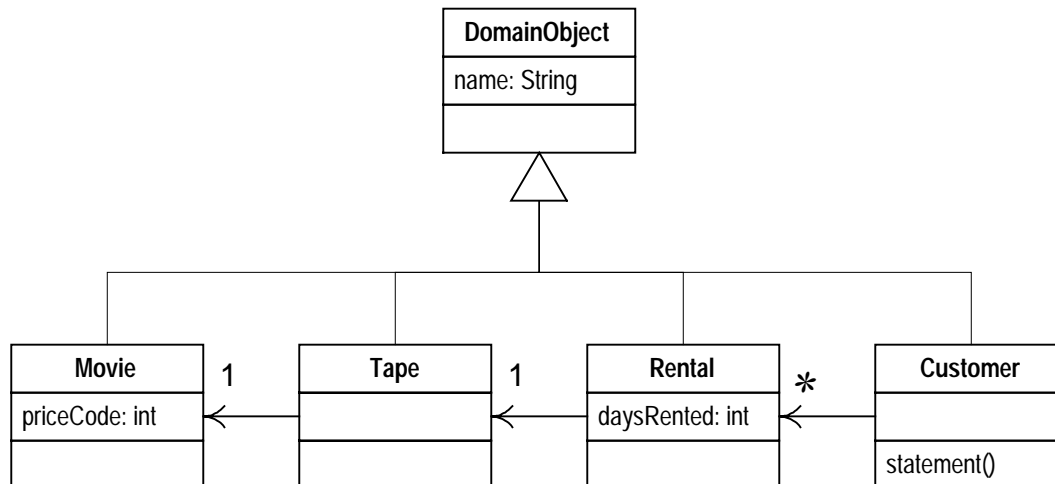 DomainObject
name: String
Movie
1
Tape
1
Rental
*
Customer
priceCode: int
daysRented: int
statement()